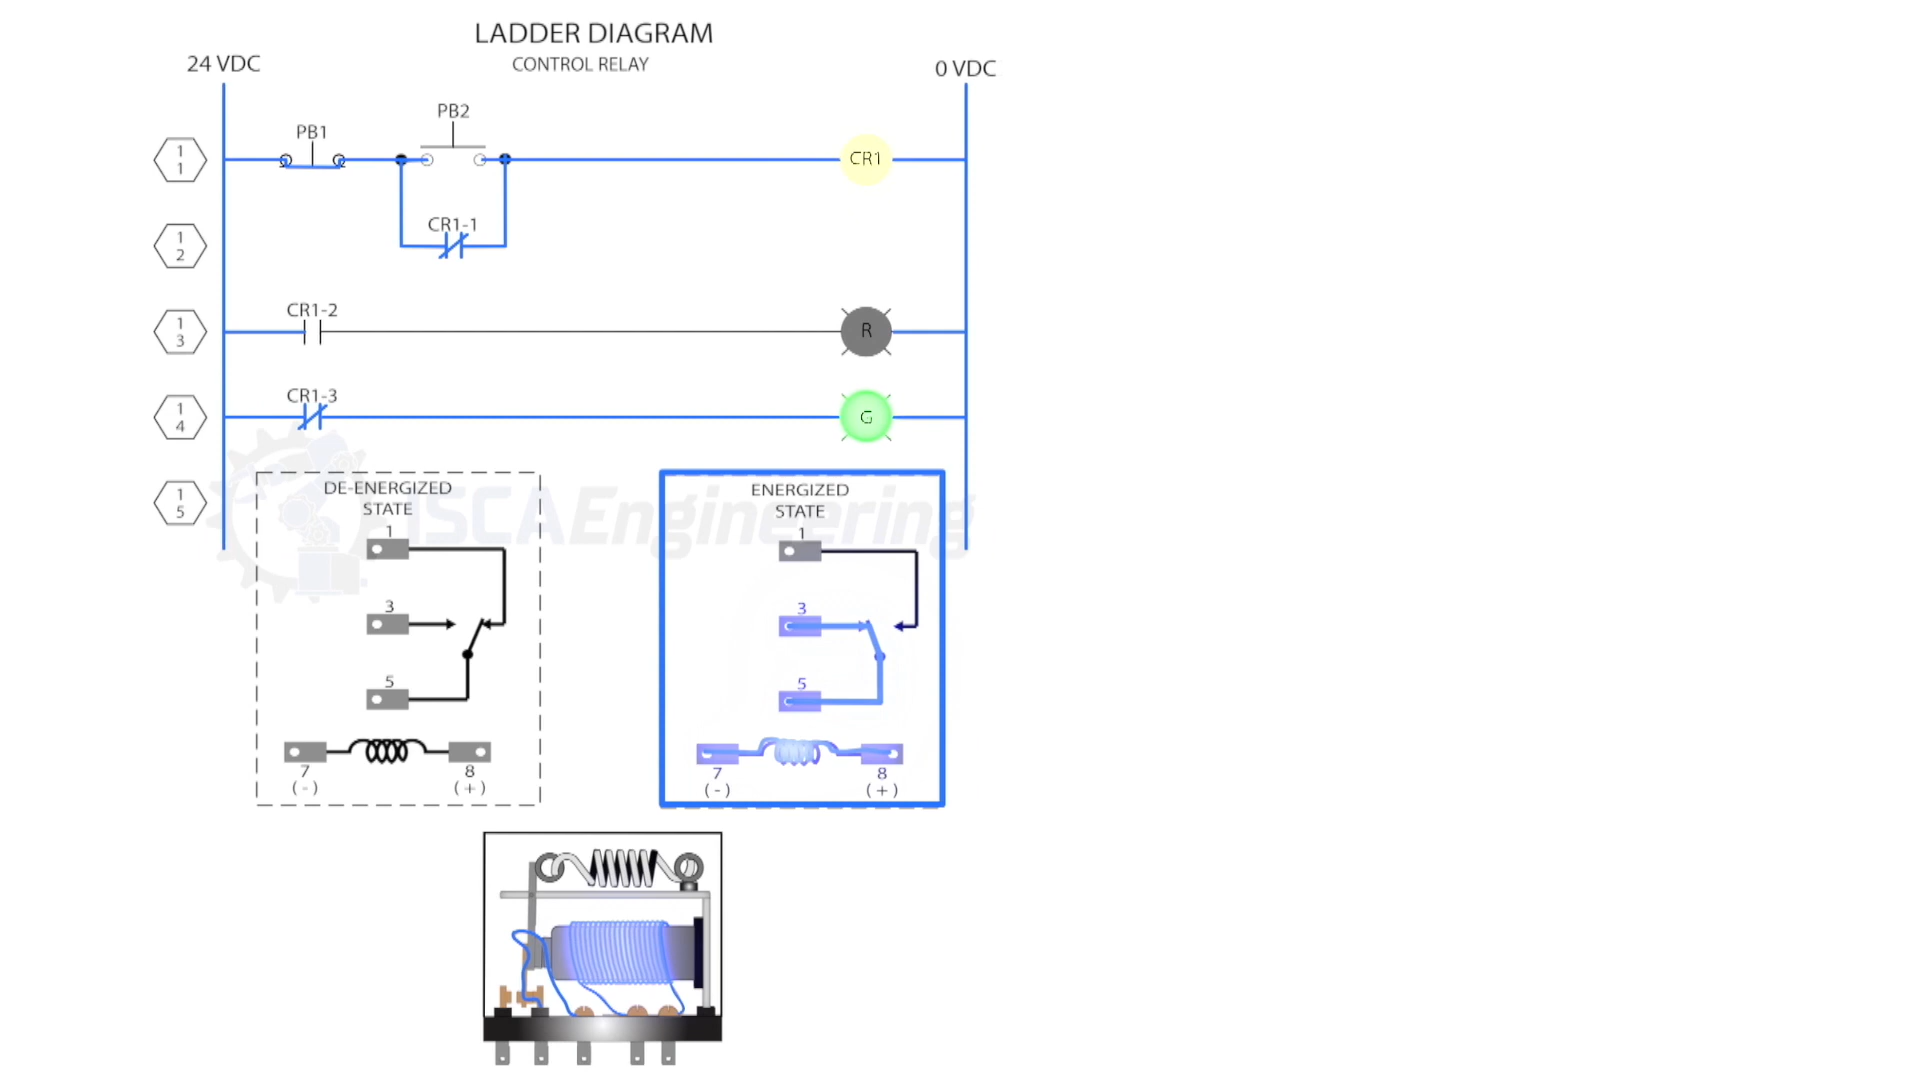 LADDER DIAGRAM
CONTROL RELAY
24 VDC
0 VDC
PB2
PB1
1
1
CR1
CR1-1
1
2
CR1-2
1
3
R
CR1-3
1
4
G
1
5
ISCAEngineering
DE-ENERGIZED
STATE
1
3
5
7
8
( - )
( + )
ENERGIZED
STATE
1
3
5
7
8
( - )
( + )